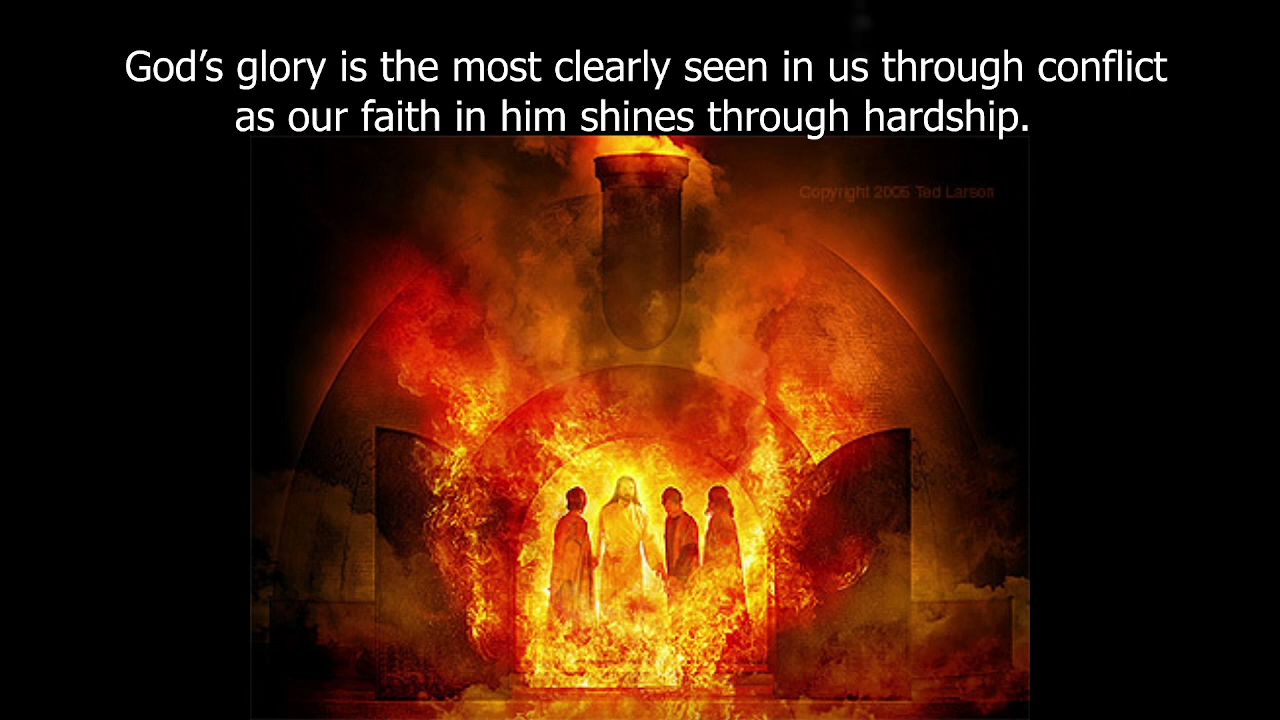 God’s glory is the most clearly seen in us through conflict
as our faith in him shines through hardship.
Copyright 2005 Ted Larson